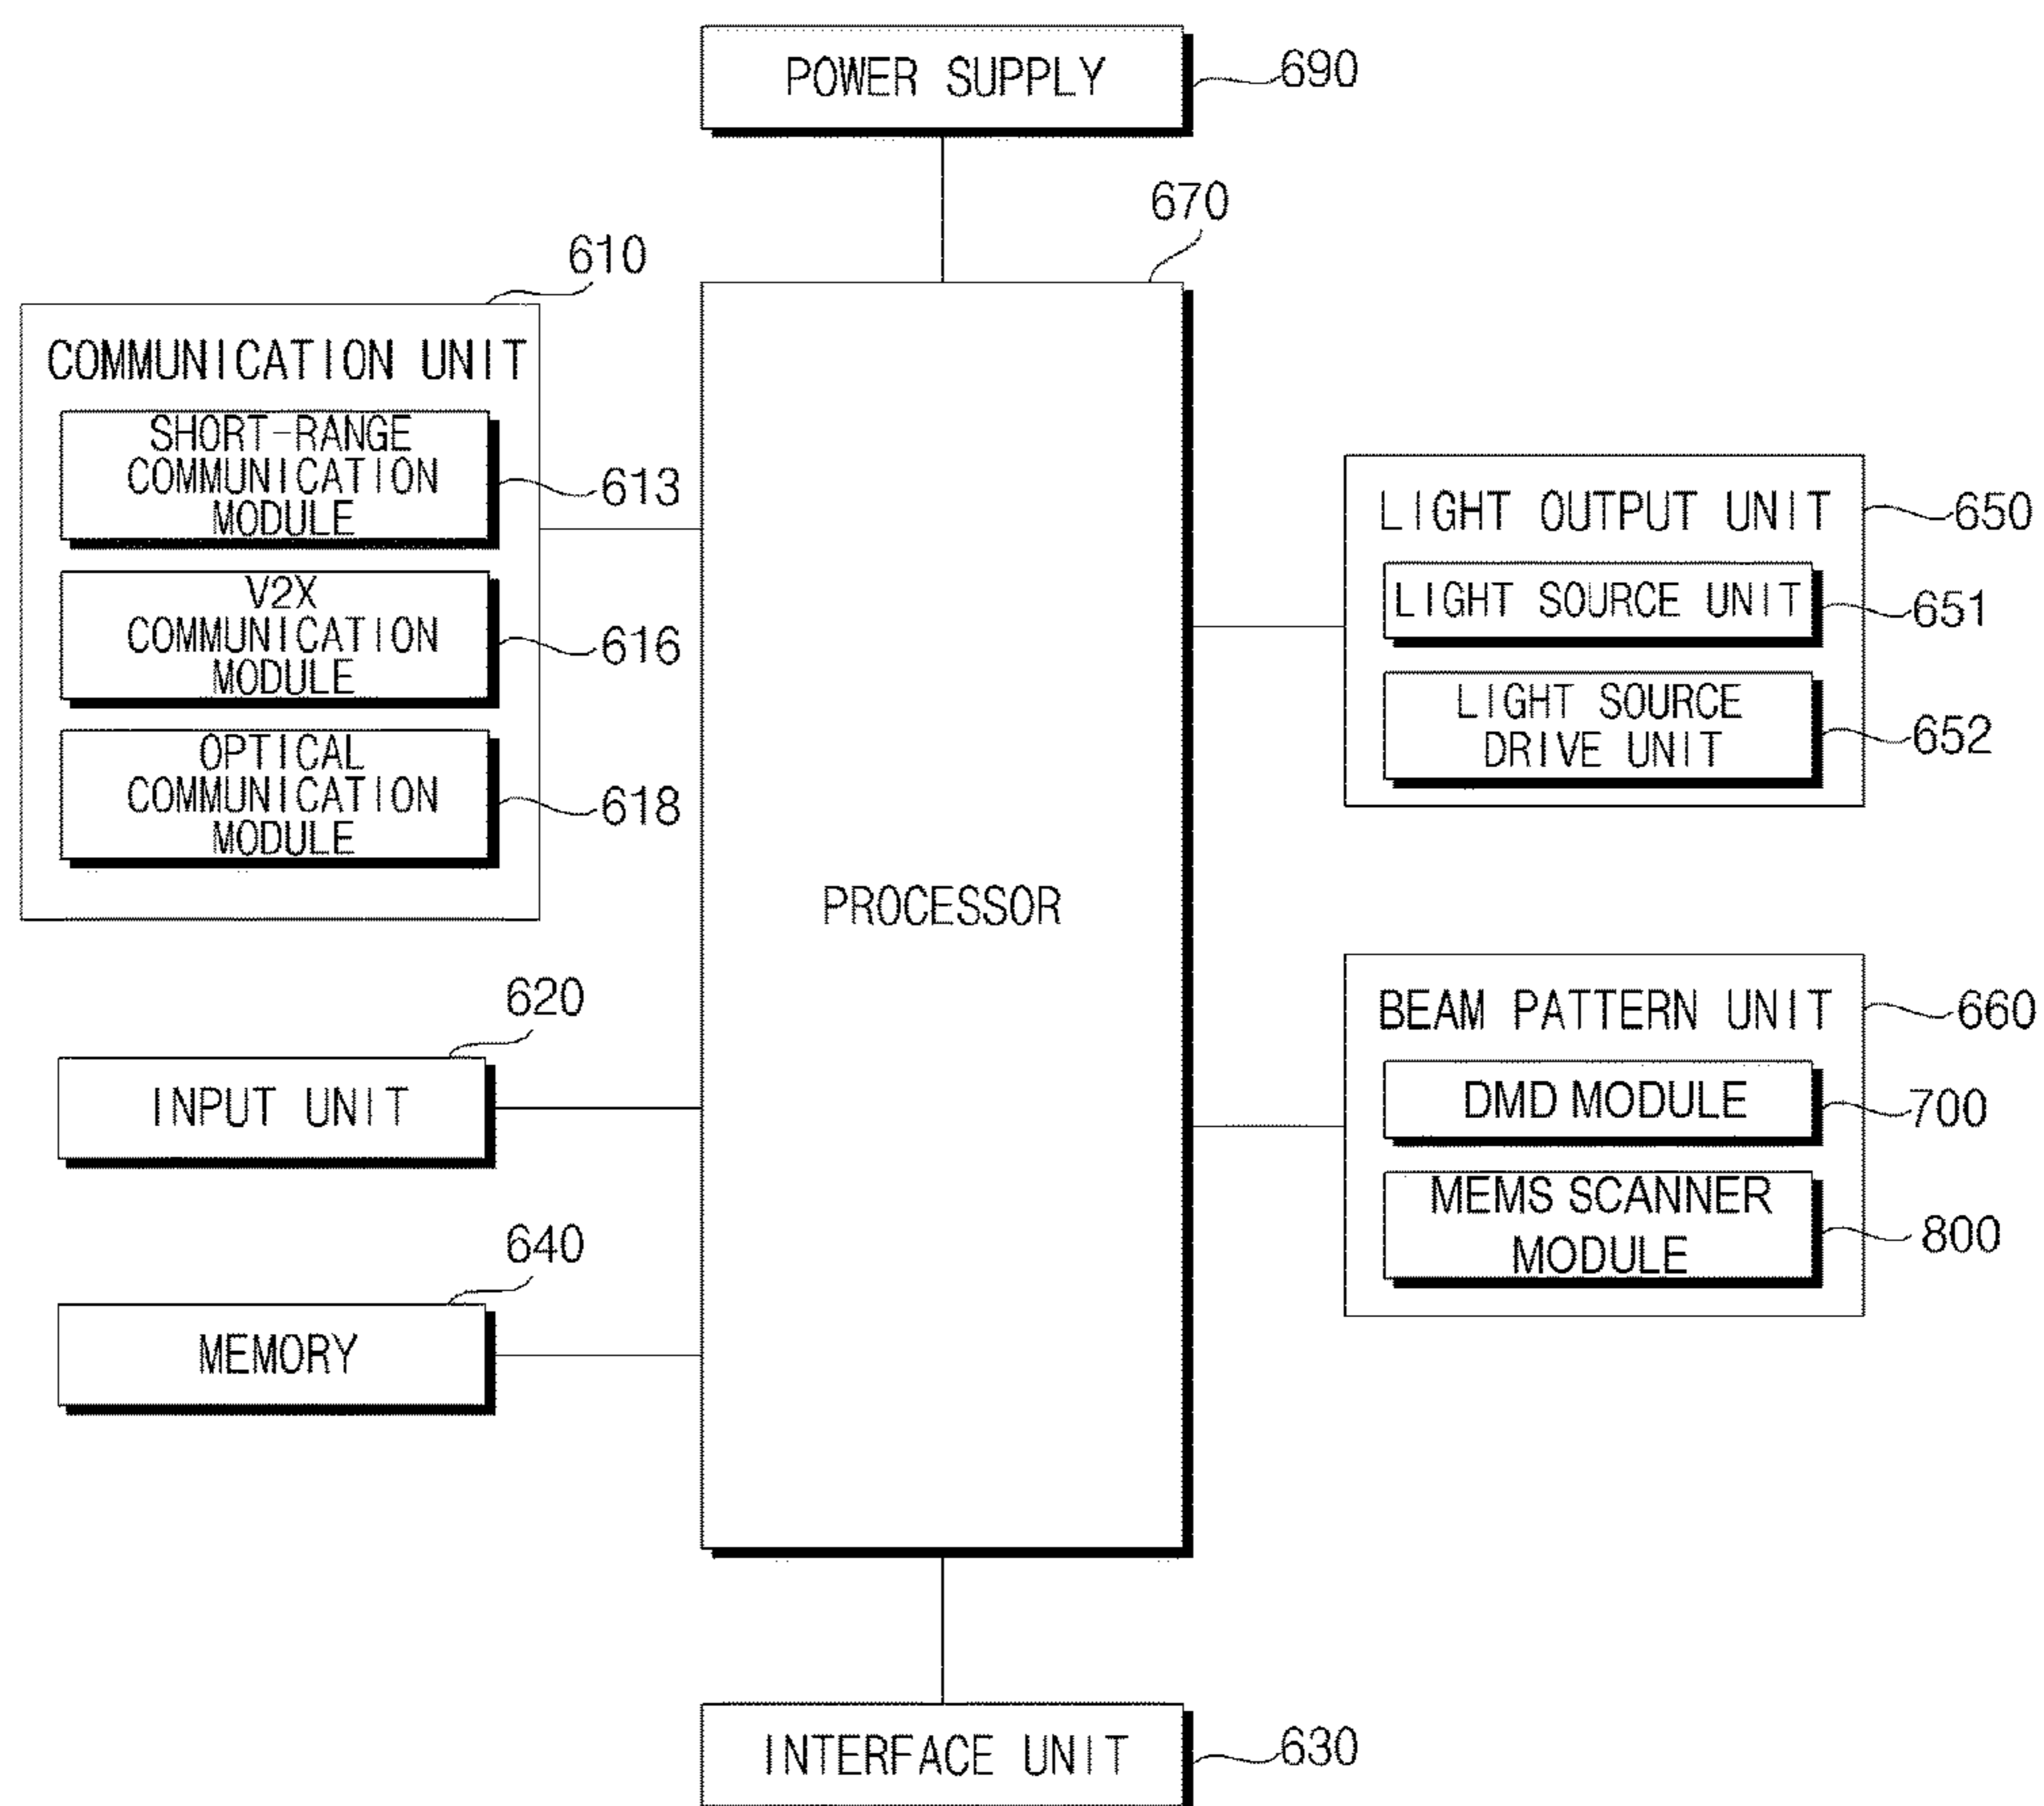 POWER SUPPLY
690
670
610
COMMUNICATION UNIT
SHORT-RANGE
COMMUNICATION
MODULE
613
V2X
COMMUNICATION
MODULE
616
OPTICAL
COMMUNICATION
MODULE
618
PROCESSOR
LIGHT OUTPUT UNIT
650
LIGHT SOURCE UNIT
651
LIGHT SOURCE
DRIVE UNIT
652
620
INPUT UNIT
BEAM PATTERN UNIT
660
DMD MODULE
700
MEMS SCANNER
MODULE
800
640
MEMORY
INTERFACE UNIT
630